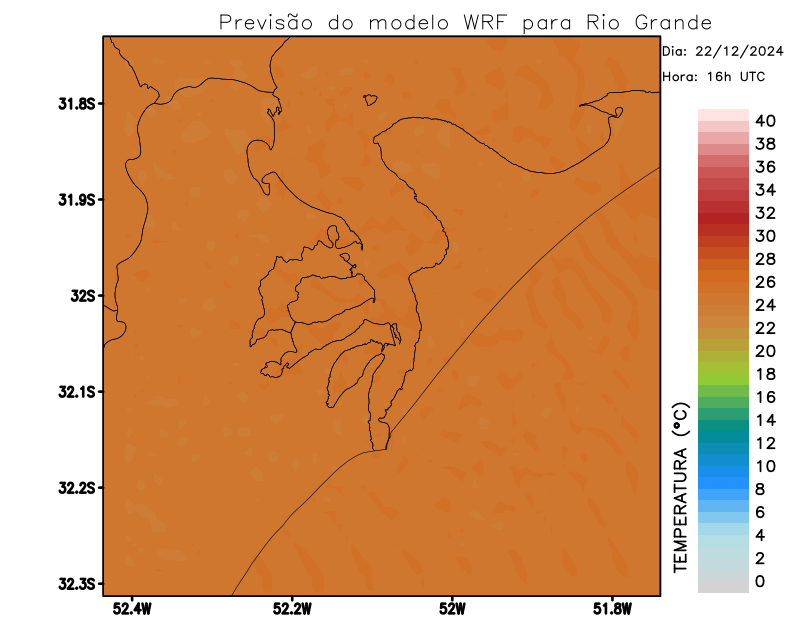 Previsão do modelo WRF para Rio Grande
Dia: 22/12/2024
Hora: 16h UTC
31.8S
31.9S
32S
32.1S
32.2S
32.3S
52.4W
52.2W
52W
51.8W
TEMPERATURA (°C)
40
38
36
34
32
30
28
26
24
22
20
18
16
14
12
10
8
6
4
2
0